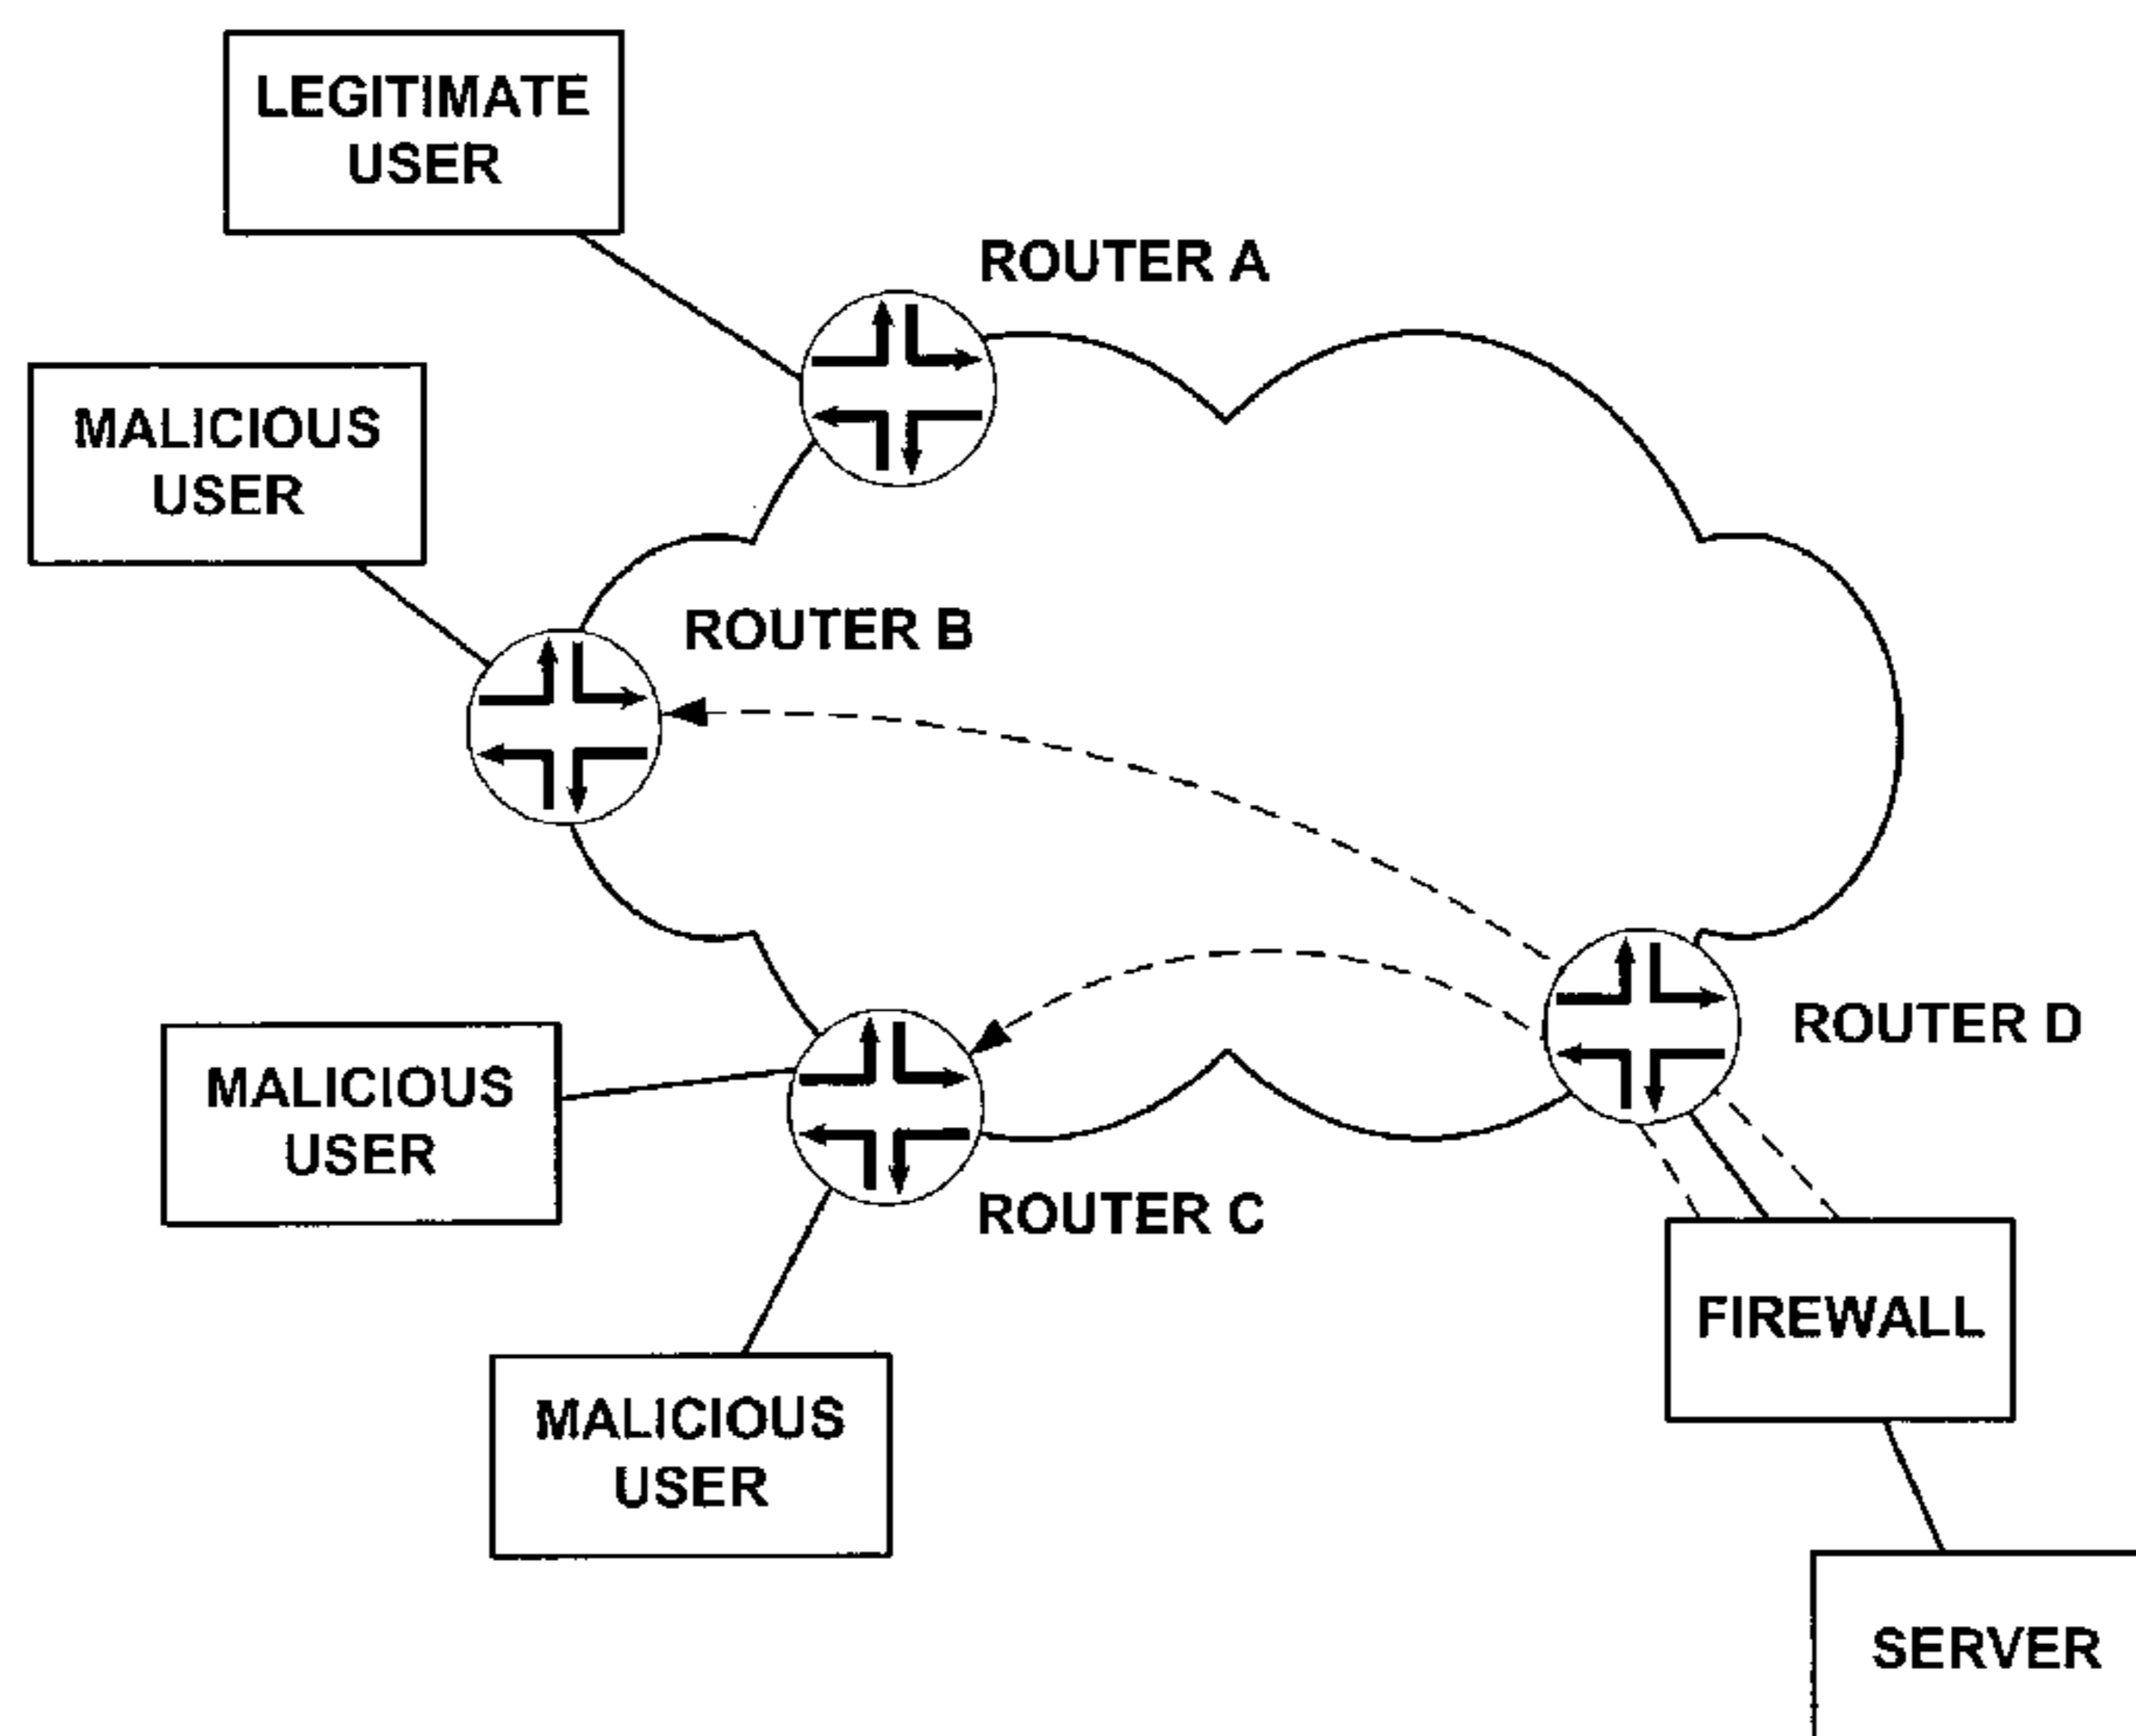 LEGITIMATE
USER
ROUTER A
MALICIOUS
USER
ROUTER B
MALICIOUS
USER
ROUTER D
ROUTER C
FIREWALL
MALICIOUS
USER
SERVER